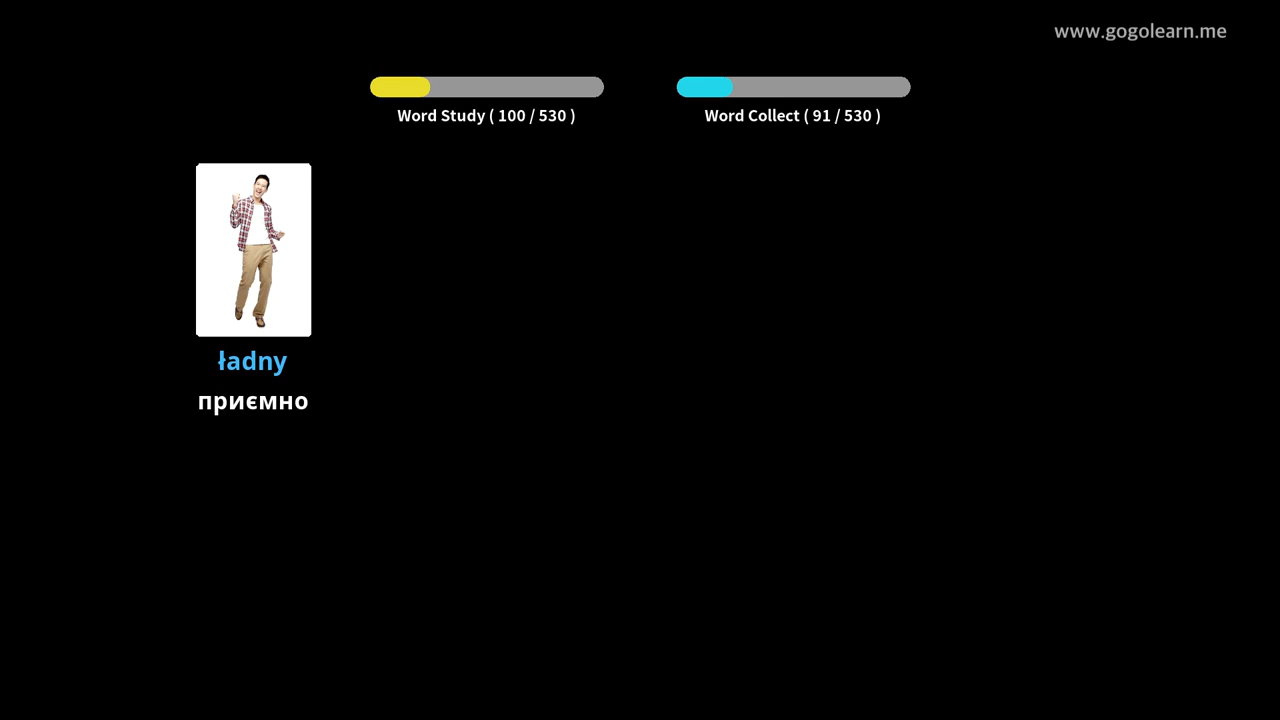 www.gogolearn.me
Word Study ( 100 / 530 )
Word Collect ( 91 / 530 )
ładny
приємно